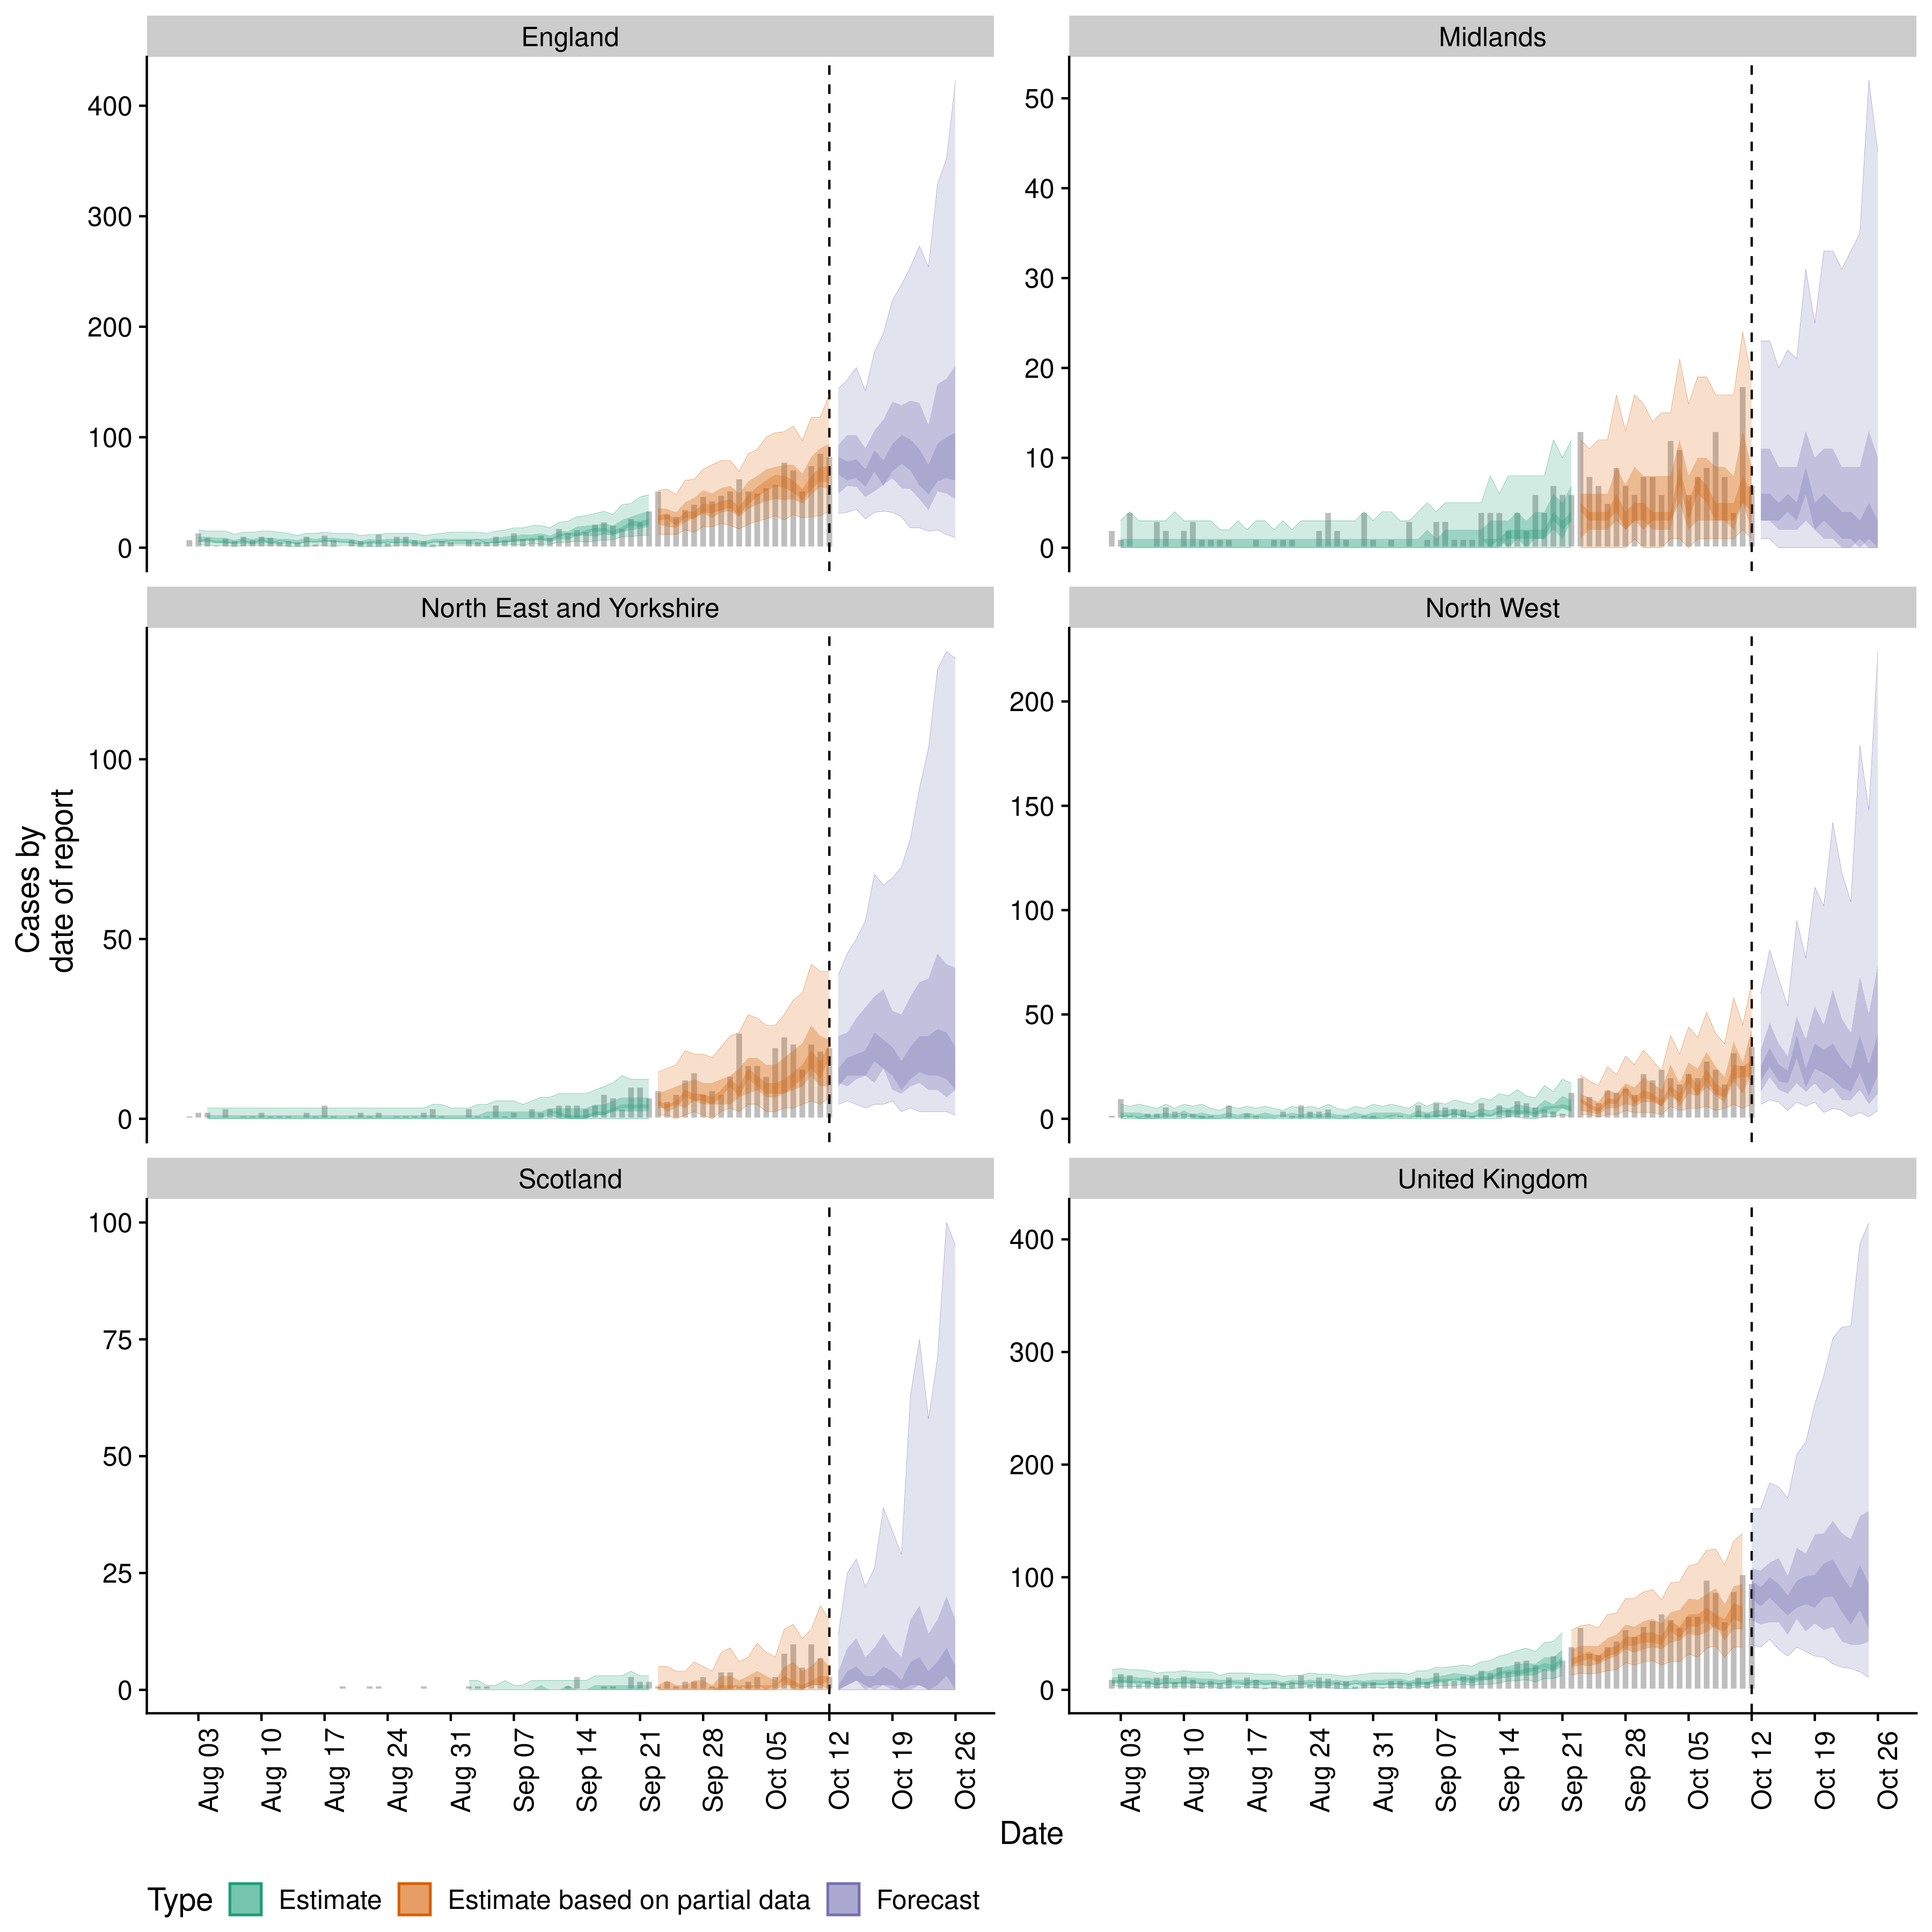 England
Midlands
400
300
200
100
0
50
40
30
20
10
0
North East and Yorkshire
North West
100
50
0
200
150
100
50
0
Scotland
United Kingdom
100
75
50
25
0
400
300
200
100
0
Cases by
date of report
Aug 03
Aug 10
Aug 17
Aug 24
Aug 31
Sep 07
Sep 14
Sep 21
Sep 28
Oct 05
Oct 12
Oct 19
Oct 26
Aug 03
Aug 10
Aug 17
Aug 24
Aug 31
Sep 07
Sep 14
Sep 21
Sep 28
Oct 05
Oct 12
Oct 19
Oct 26
Date
Type Estimate Estimate based on partial data Forecast